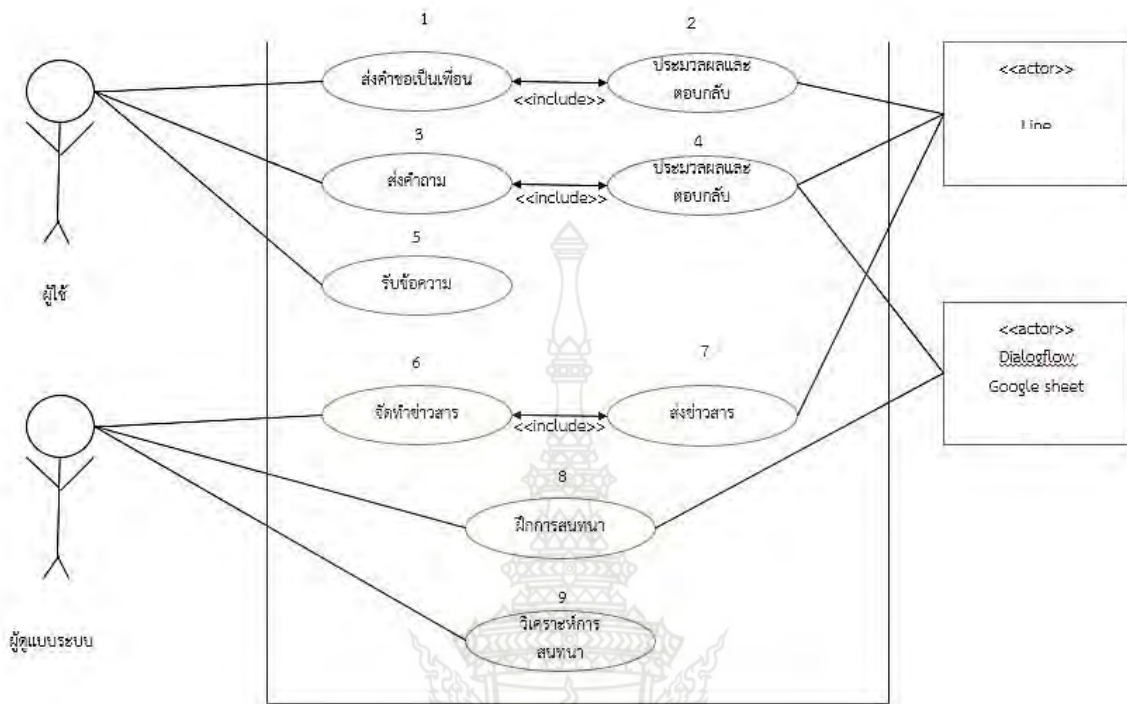 1
2
ส่งคำขอเป็นเพื่อน
<<include>>
ประมวลผลและ
ตอบกลับ
<<actor>>
Line
3
4
ส่งคำถาม
<<include>>
ประมวลผลและ
ตอบกลับ
5
รับข้อความ
ผู้ใช้
<<actor>>
Dialogflow
Google sheet
6
7
จัดทำข่าวสาร
<<include>>
ส่งข่าวสาร
8
ฝึกการสนทนา
9
วิเคราะห์การ
สนทนา
ผู้ดูแบบระบบ